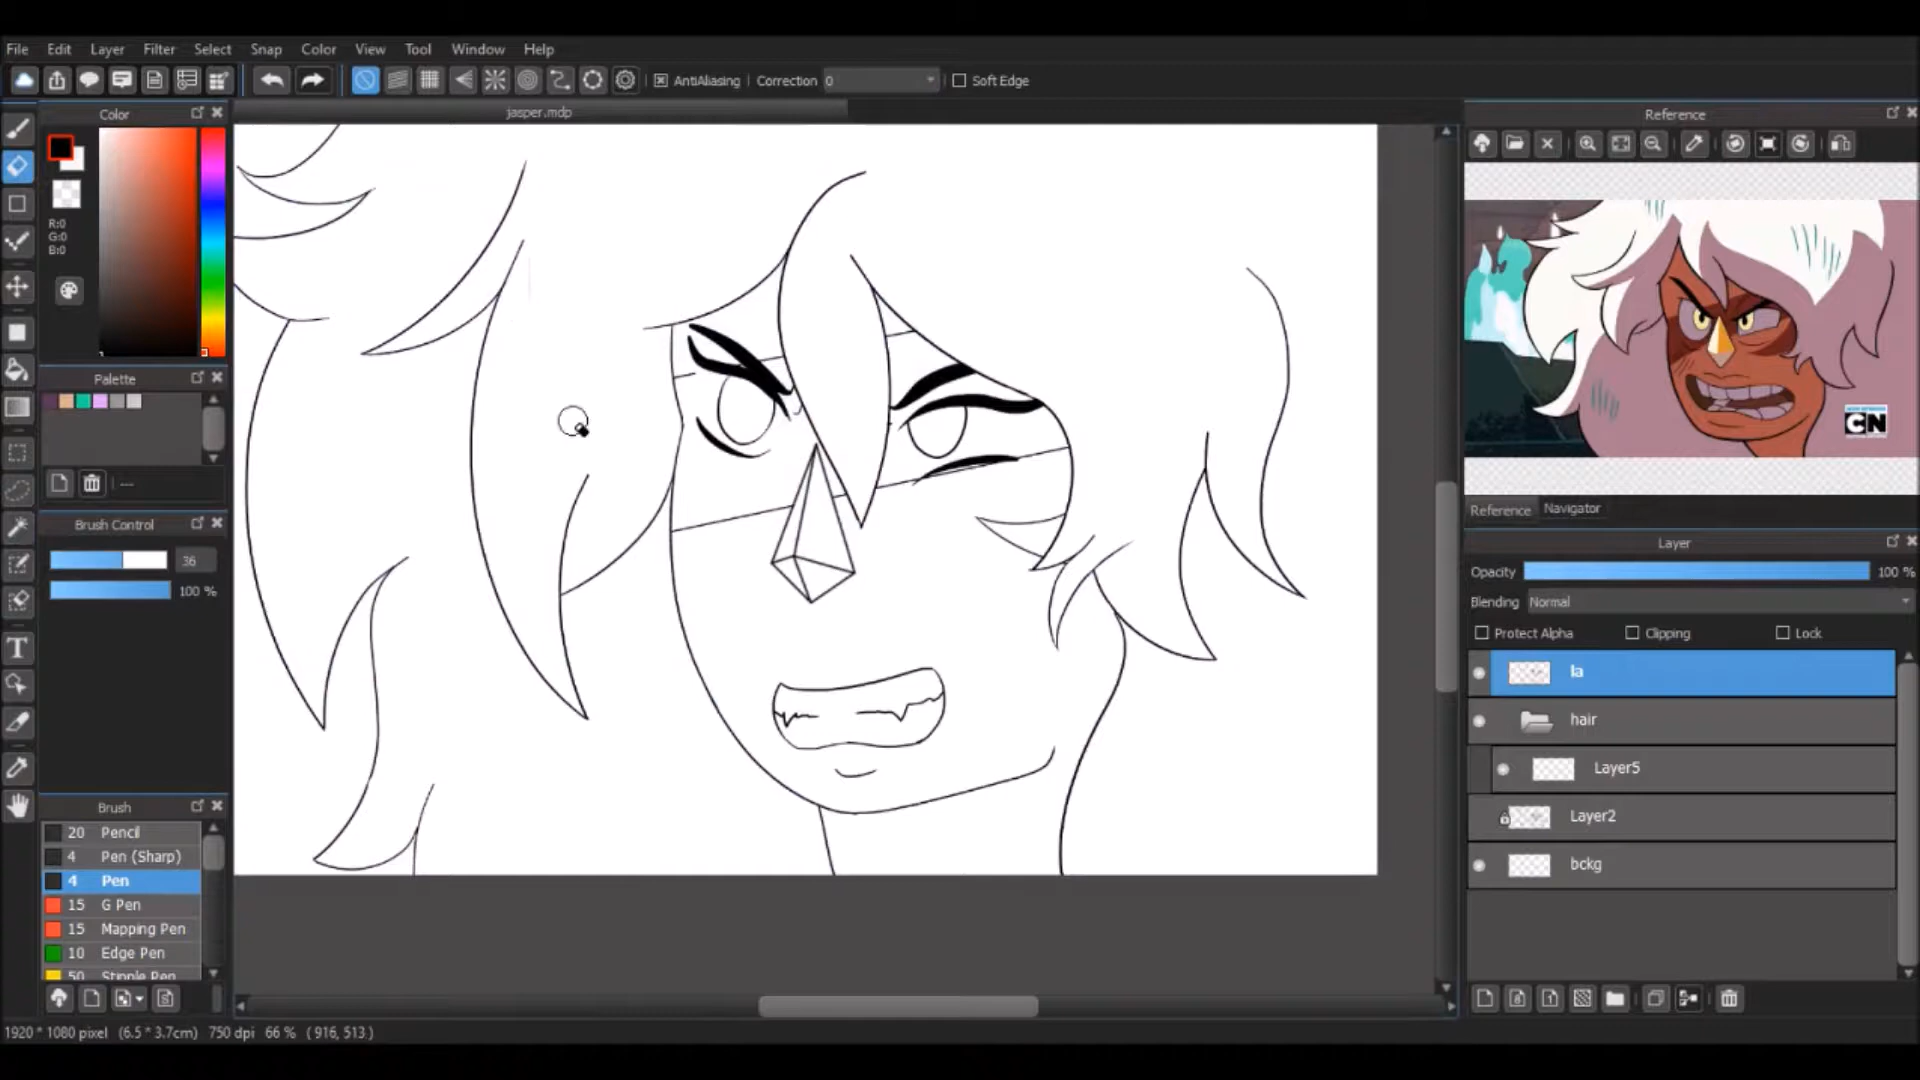 File Edit Layer Filter Select Snap Color View Tool Window Help
AntiAliasing Correction 0 Soft Edge
Color
jasper.mdp
Reference
R:0
G:0
B:0
CN
Palette
---
Reference Navigator
Brush Control
36
100 %
Layer
Opacity 100 %
Blending Normal
Protect Alpha Clipping Lock
la
hair
Layer5
Layer2
bckg
Brush
20 Pencil
4 Pen (Sharp)
4 Pen
15 G Pen
15 Mapping Pen
10 Edge Pen
50 Stipple Pen
1920 * 1080 pixel (6.5 * 3.7cm) 750 dpi 66 % ( 916, 513.)